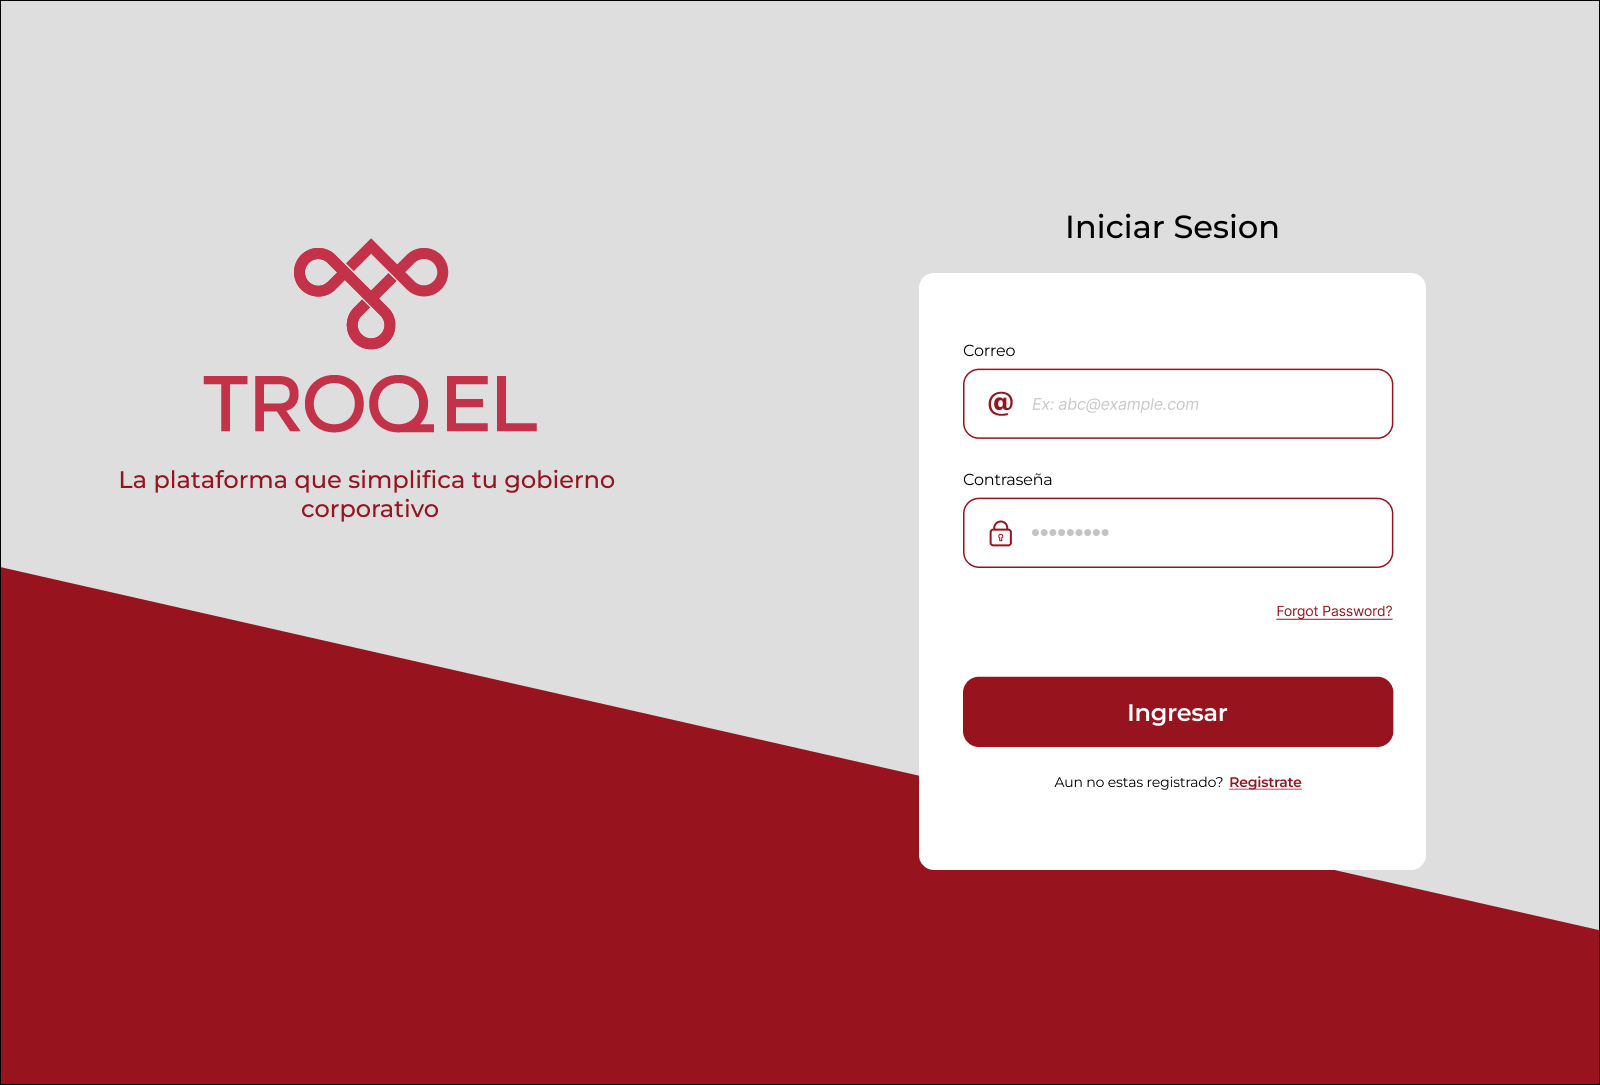 TROQEL
La plataforma que simplifica tu gobierno
corporativo
Iniciar Sesion
Correo
@ Ex: abc@example.com
Contraseña
Forgot Password?
Ingresar
Aun no estas registrado? Registrate